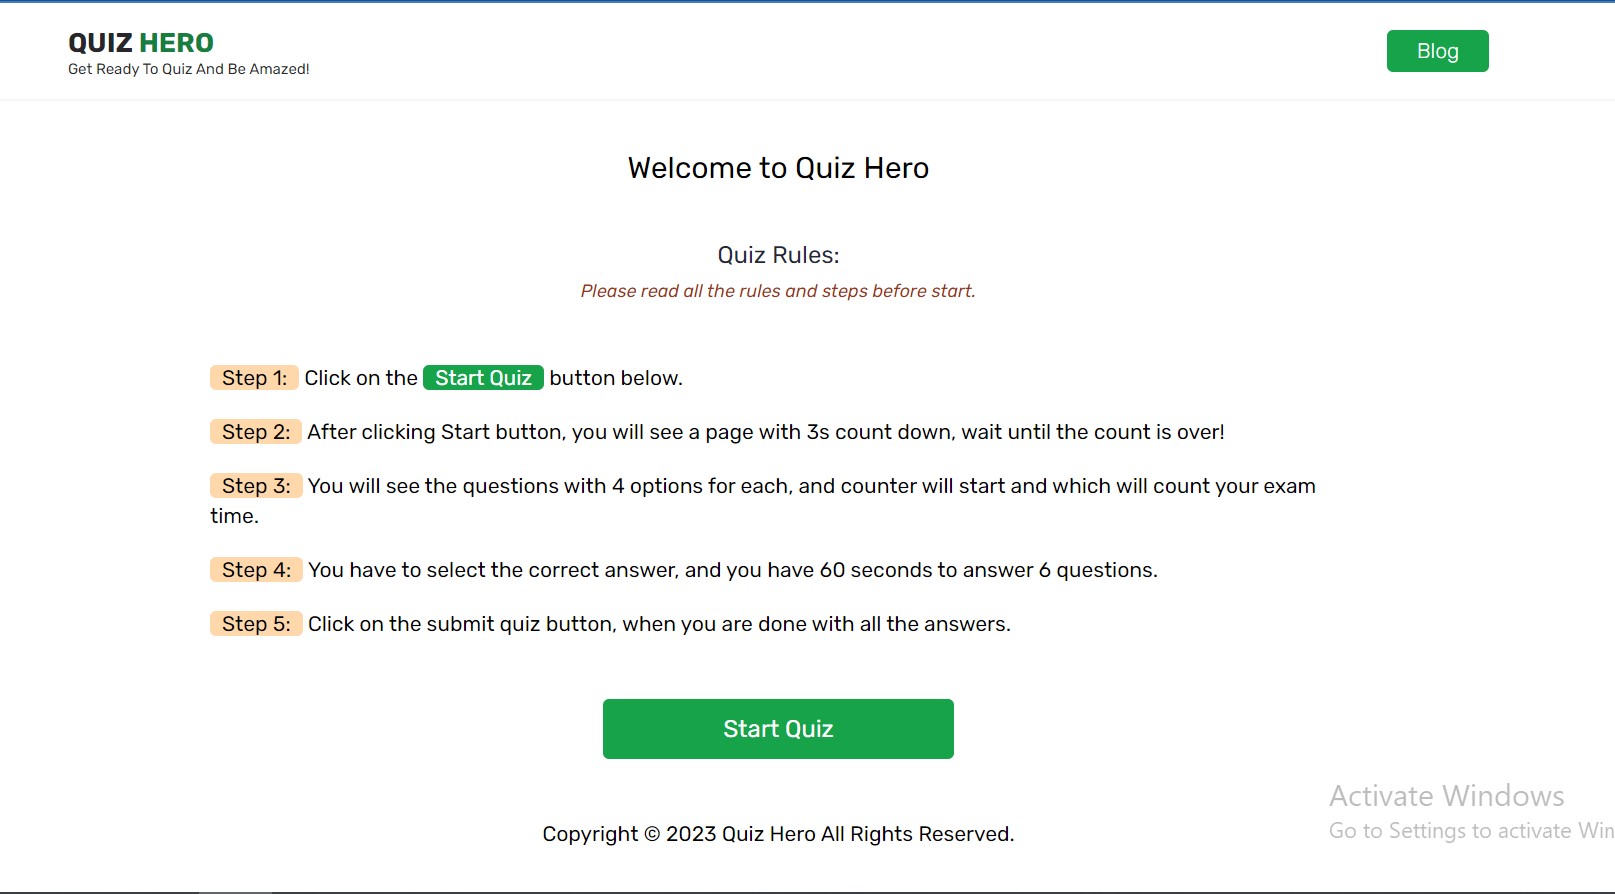 QUIZ HERO
Get Ready To Quiz And Be Amazed!
Blog
Welcome to Quiz Hero
Quiz Rules:
Please read all the rules and steps before start.
Step 1: Click on the Start Quiz button below.
Step 2: After clicking Start button, you will see a page with 3s count down, wait until the count is over!
Step 3: You will see the questions with 4 options for each, and counter will start and which will count your exam
time.
Step 4: You have to select the correct answer, and you have 60 seconds to answer 6 questions.
Step 5: Click on the submit quiz button, when you are done with all the answers.
Start Quiz
Activate Windows
Go to Settings to activate Win
Copyright © 2023 Quiz Hero All Rights Reserved.